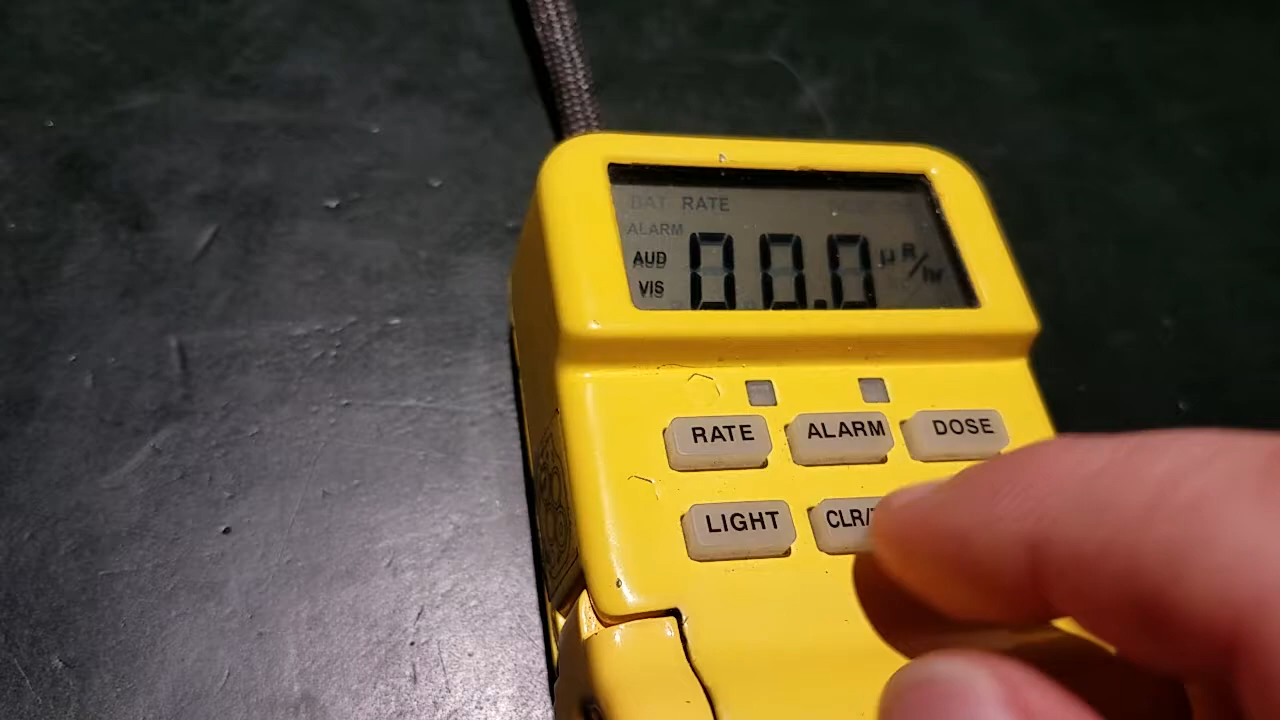 BAT RATE
ALARM
AUD 00.0 μR/hr
VIS
RATE ALARM DOSE
LIGHT CLR/